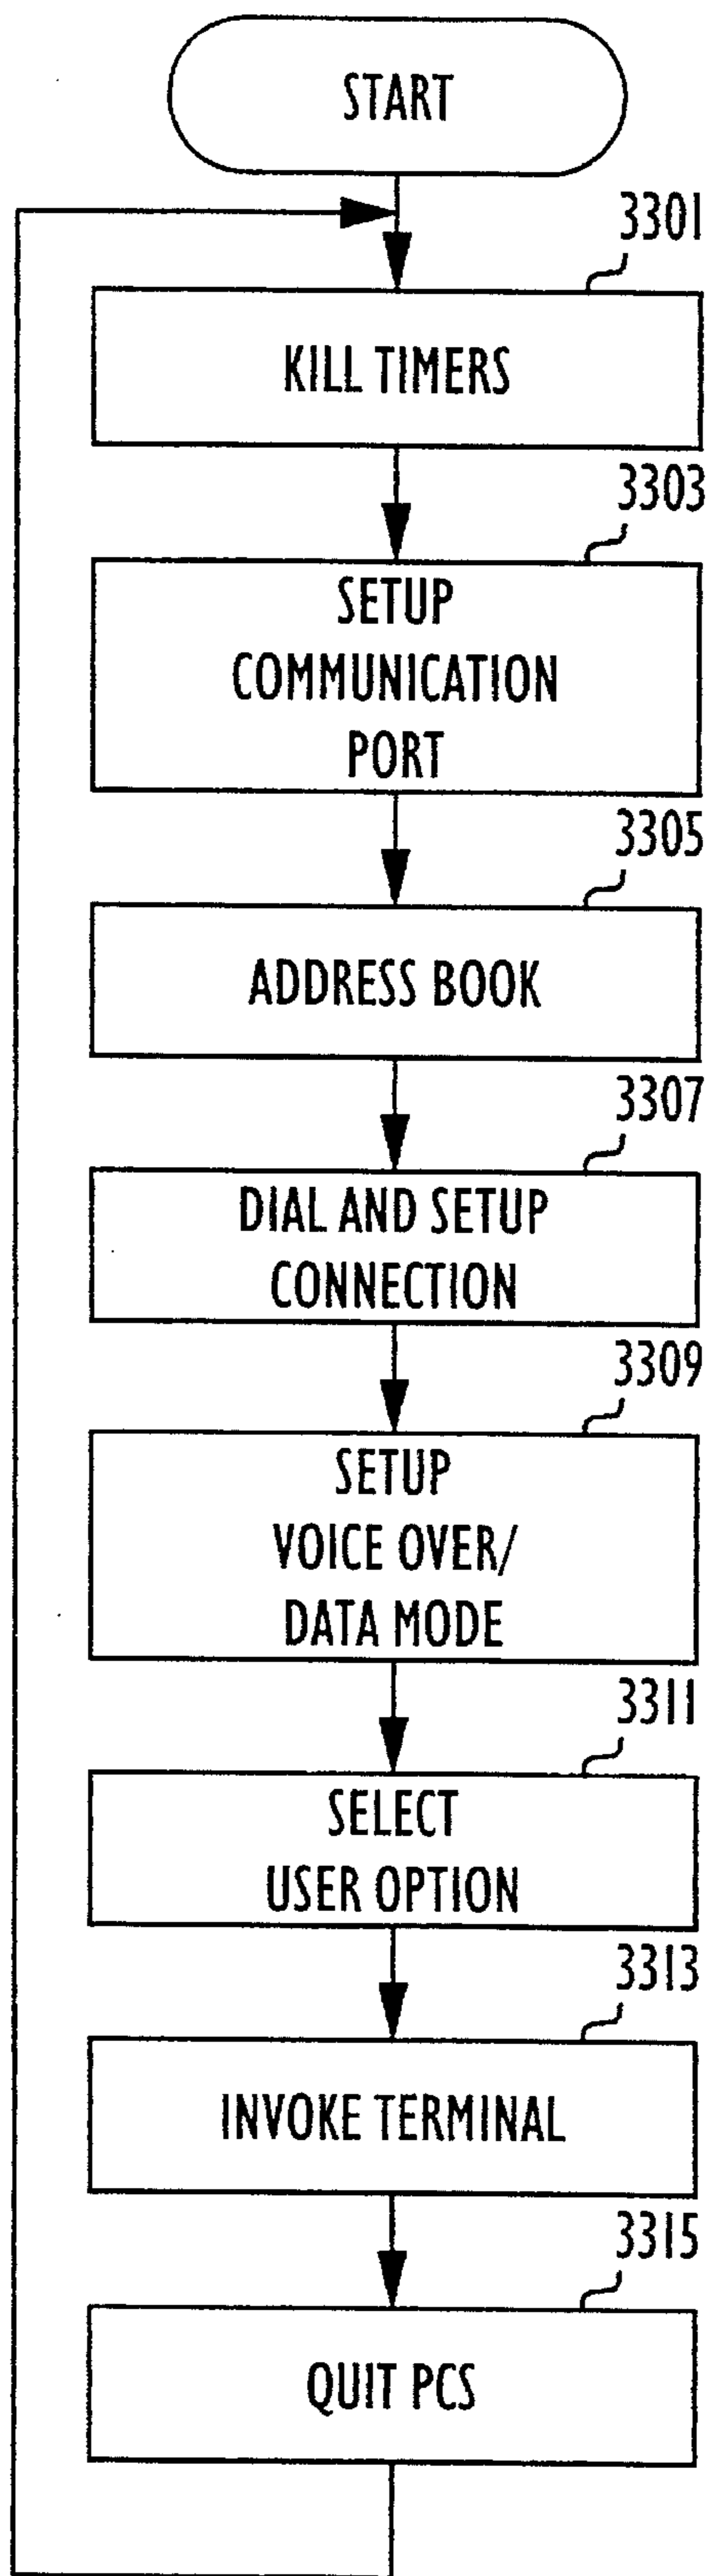 START
3301
KILL TIMERS
3303
SETUP
COMMUNICATION
PORT
3305
ADDRESS BOOK
3307
DIAL AND SETUP
CONNECTION
3309
SETUP
VOICE OVER/
DATA MODE
3311
SELECT
USER OPTION
3313
INVOKE TERMINAL
3315
QUIT PCS